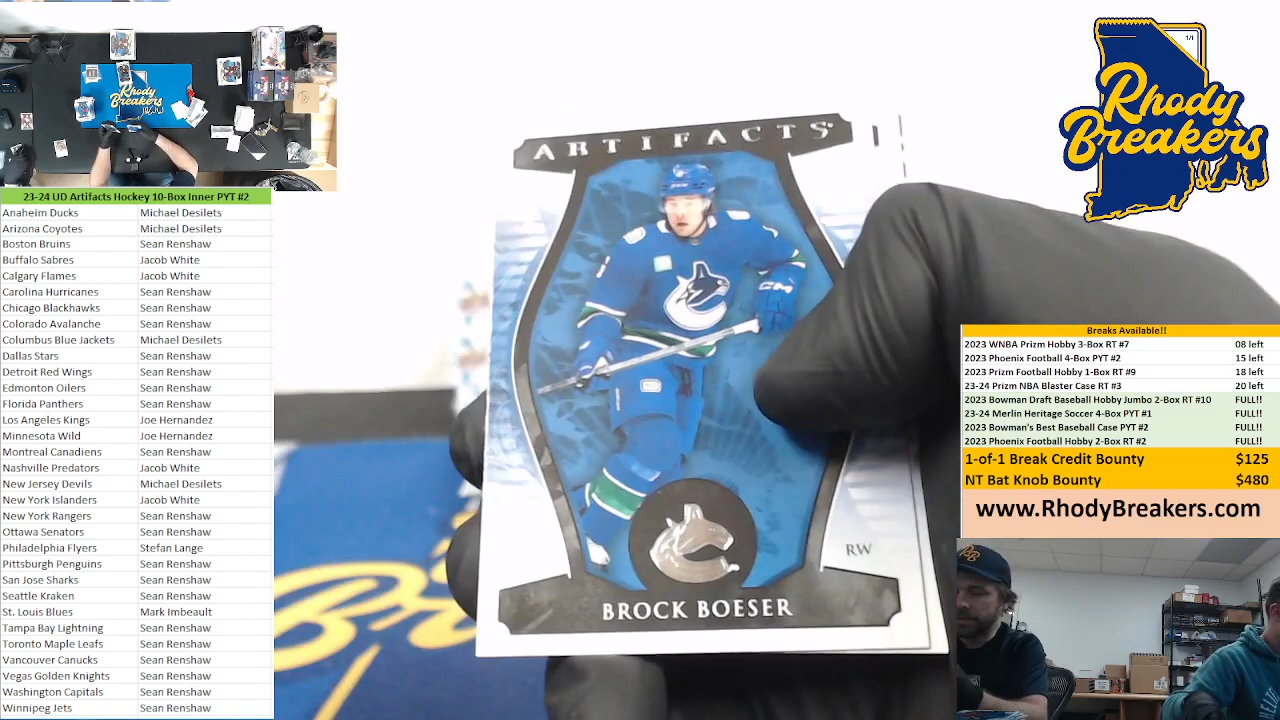 23-24 UD Artifacts Hockey 10-Box Inner PYT #2
Anaheim Ducks Michael Desilets
Arizona Coyotes Michael Desilets
Boston Bruins Sean Renshaw
Buffalo Sabres Jacob White
Calgary Flames Jacob White
Carolina Hurricanes Sean Renshaw
Chicago Blackhawks Sean Renshaw
Colorado Avalanche Sean Renshaw
Columbus Blue Jackets Michael Desilets
Dallas Stars Sean Renshaw
Detroit Red Wings Sean Renshaw
Edmonton Oilers Sean Renshaw
Florida Panthers Sean Renshaw
Los Angeles Kings Joe Hernandez
Minnesota Wild Joe Hernandez
Montreal Canadiens Sean Renshaw
Nashville Predators Jacob White
New Jersey Devils Michael Desilets
New York Islanders Jacob White
New York Rangers Sean Renshaw
Ottawa Senators Sean Renshaw
Philadelphia Flyers Stefan Lange
Pittsburgh Penguins Sean Renshaw
San Jose Sharks Sean Renshaw
Seattle Kraken Sean Renshaw
St. Louis Blues Mark Imbeault
Tampa Bay Lightning Sean Renshaw
Toronto Maple Leafs Sean Renshaw
Vancouver Canucks Sean Renshaw
Vegas Golden Knights Sean Renshaw
Washington Capitals Sean Renshaw
Winnipeg Jets Sean Renshaw
Rhody
Breakers
ARTIFACTS
CCM
RW
BROCK BOESER
1/1
Rhody
Breakers
Breaks Available!!
2023 WNBA Prizm Hobby 3-Box RT #7 08 left
2023 Phoenix Football 4-Box PYT #2 15 left
2023 Prizm Football Hobby 1-Box RT #9 18 left
23-24 Prizm NBA Blaster Case RT #3 20 left
2023 Bowman Draft Baseball Hobby Jumbo 2-Box RT #10 FULL!!
23-24 Merlin Heritage Soccer 4-Box PYT #1 FULL!!
2023 Bowman's Best Baseball Case PYT #2 FULL!!
2023 Phoenix Football Hobby 2-Box RT #2 FULL!!
1-of-1 Break Credit Bounty $125
NT Bat Knob Bounty $480
www.RhodyBreakers.com
RB